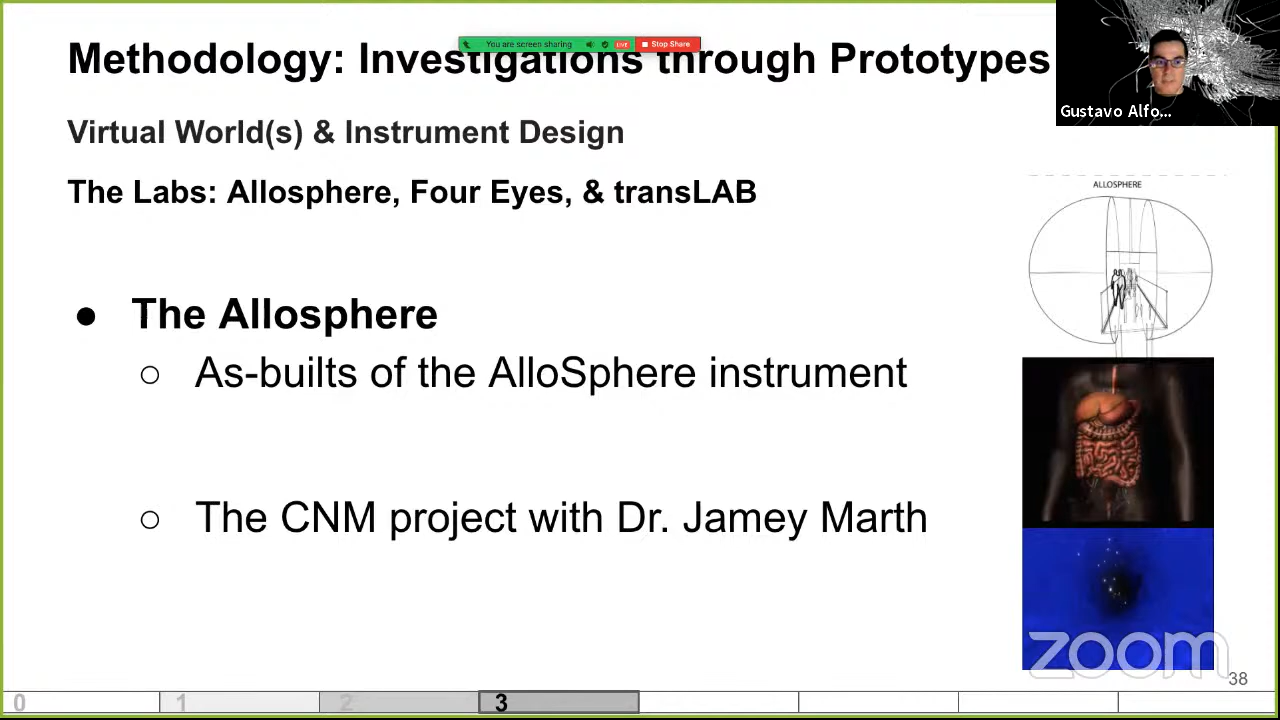 You are screen sharing LIVE Stop Share
Methodology: Investigations through Prototypes
Gustavo Alfo...
Virtual World(s) & Instrument Design
The Labs: Allosphere, Four Eyes, & transLAB
ALLOSPHERE
● The Allosphere
○ As-builts of the AlloSphere instrument
○ The CNM project with Dr. Jamey Marth
zoom
38
0 1 2 3